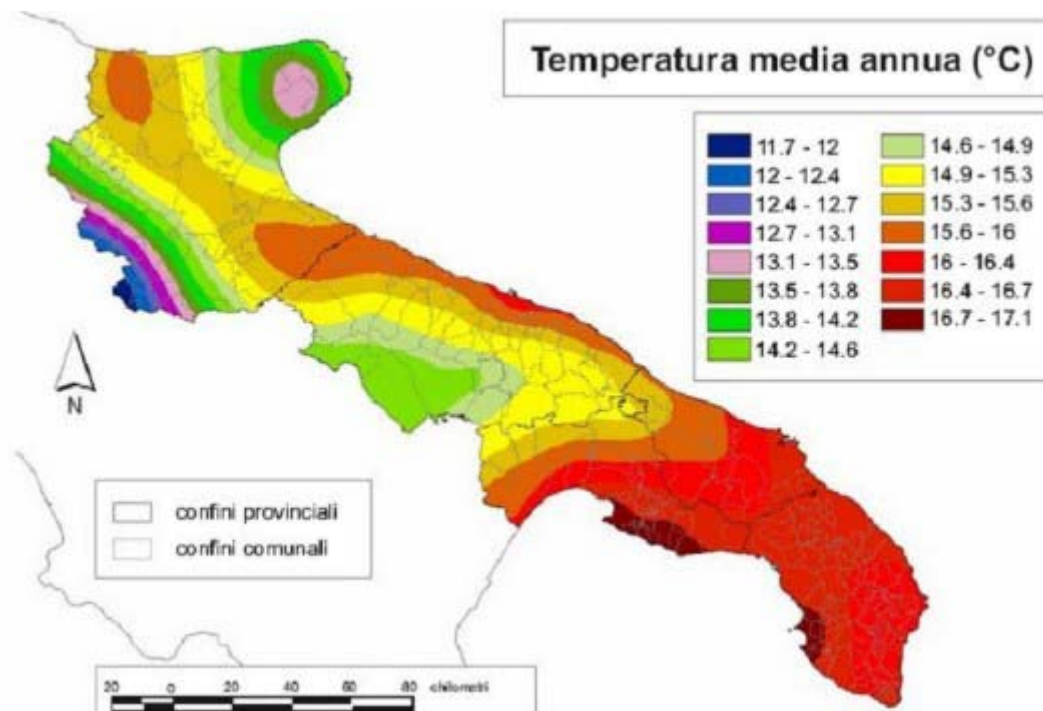 Temperatura media annua (°C)
11.7 - 12
12 - 12.4
12.4 - 12.7
12.7 - 13.1
13.1 - 13.5
13.5 - 13.8
13.8 - 14.2
14.2 - 14.6
14.6 - 14.9
14.9 - 15.3
15.3 - 15.6
15.6 - 16
16 - 16.4
16.4 - 16.7
16.7 - 17.1
N
confini provinciali
confini comunali
20 0 20 40 60 80 chilometri